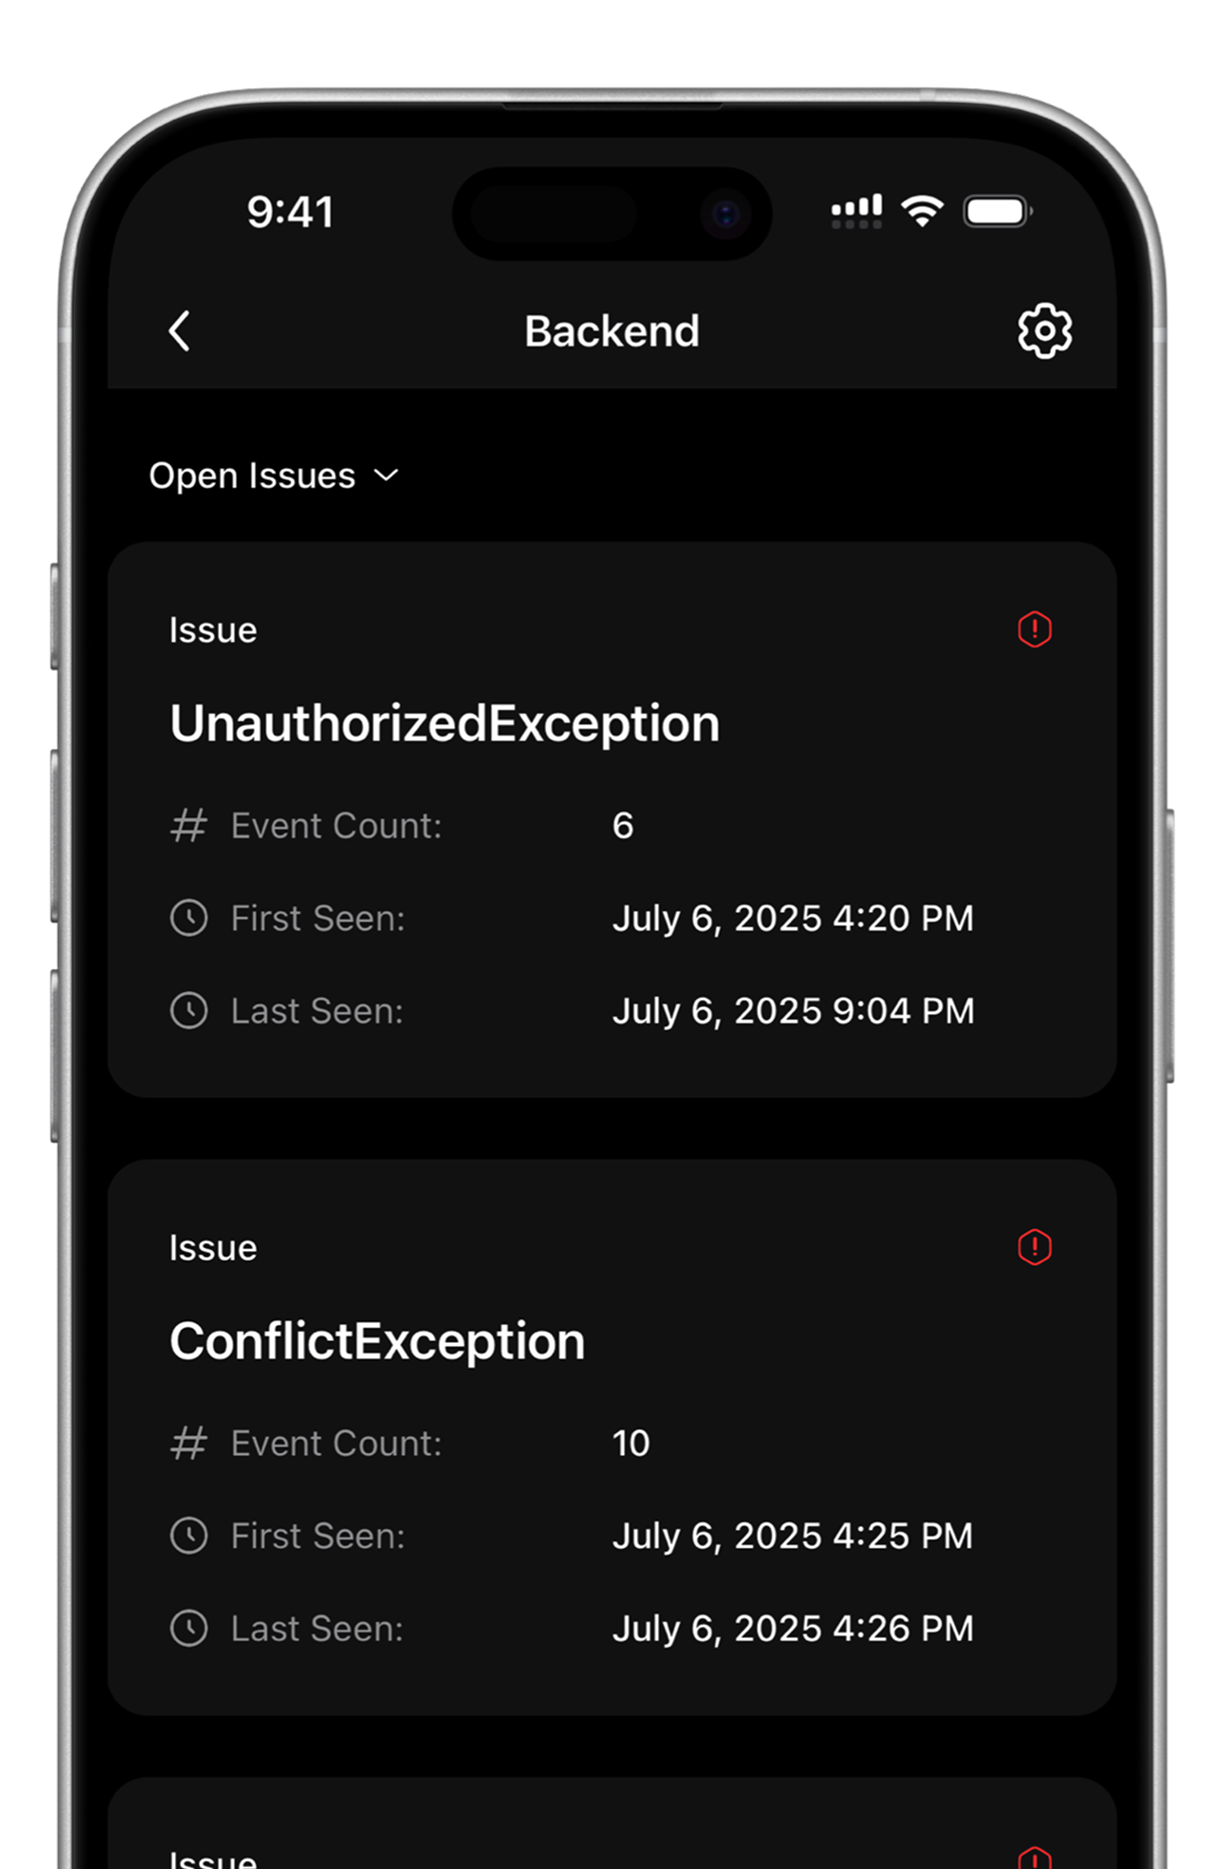 9:41
Backend
Open Issues
Issue
UnauthorizedException
Event Count: 6
First Seen: July 6, 2025 4:20 PM
Last Seen: July 6, 2025 9:04 PM
Issue
ConflictException
Event Count: 10
First Seen: July 6, 2025 4:25 PM
Last Seen: July 6, 2025 4:26 PM
Issue